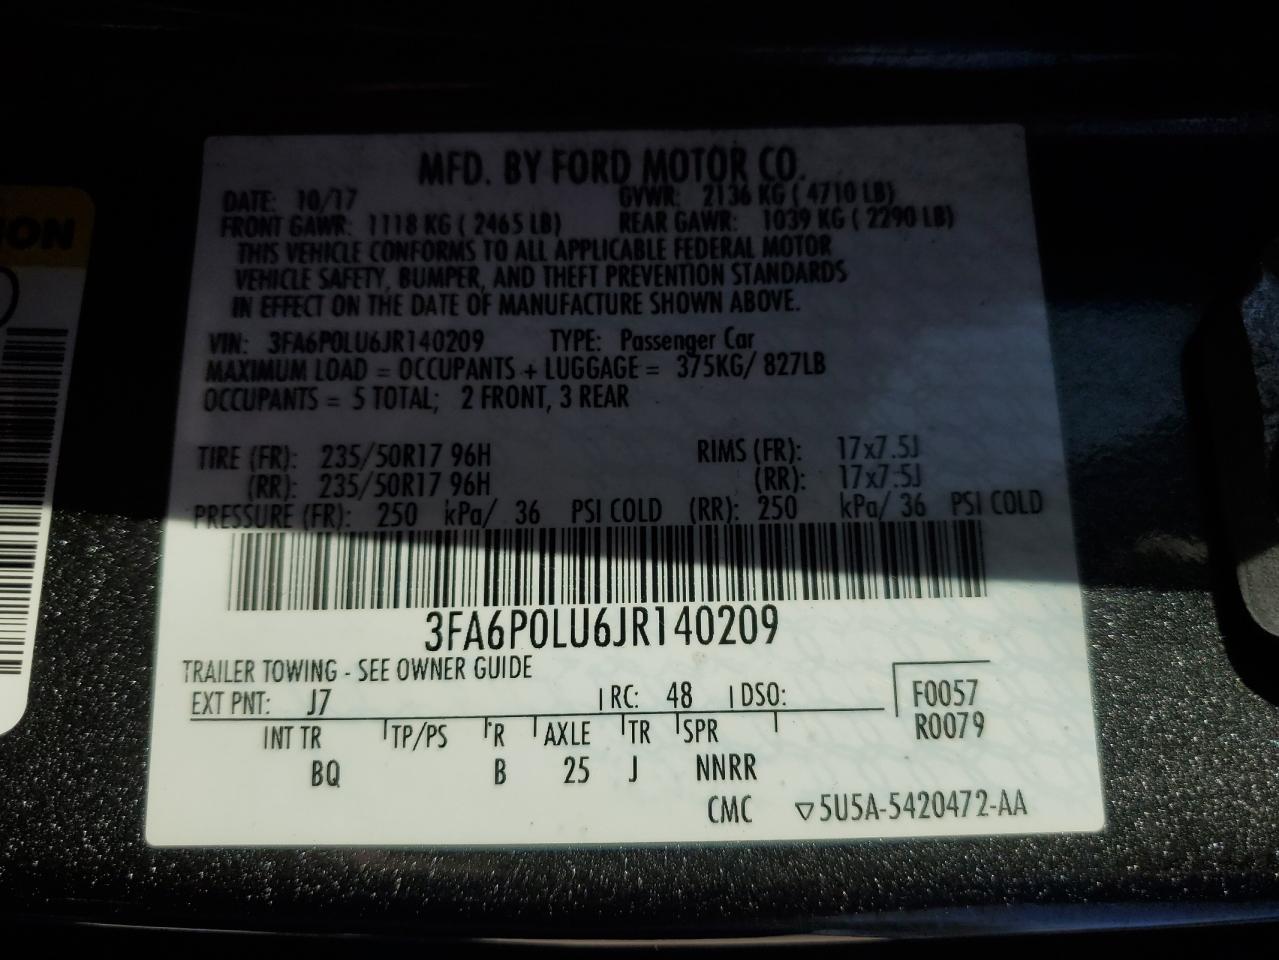 MFD. BY FORD MOTOR CO.
DATE: 10/17 GVWR: 2136 KG ( 4710 LB)
FRONT GAWR: 1118 KG ( 2465 LB) REAR GAWR: 1039 KG ( 2290 LB)
THIS VEHICLE CONFORMS TO ALL APPLICABLE FEDERAL MOTOR
VEHICLE SAFETY, BUMPER, AND THEFT PREVENTION STANDARDS
IN EFFECT ON THE DATE OF MANUFACTURE SHOWN ABOVE.
VIN: 3FA6P0LU6JR140209 TYPE: Passenger Car
MAXIMUM LOAD = OCCUPANTS + LUGGAGE = 375KG/ 827LB
OCCUPANTS = 5 TOTAL; 2 FRONT, 3 REAR
TIRE (FR): 235/50R17 96H RIMS (FR): 17x7.5J
(RR): 235/50R17 96H (RR): 17x7.5J
PRESSURE (FR): 250 kPa/ 36 PSI COLD (RR): 250 kPa/ 36 PSI COLD
3FA6P0LU6JR140209
TRAILER TOWING - SEE OWNER GUIDE
EXT PNT: J7 RC: 48 DSO: F0057
R0079
INT TR TP/PS R AXLE TR SPR
BQ B 25 J NNRR
CMC ▽5U5A-5420472-AA
ION